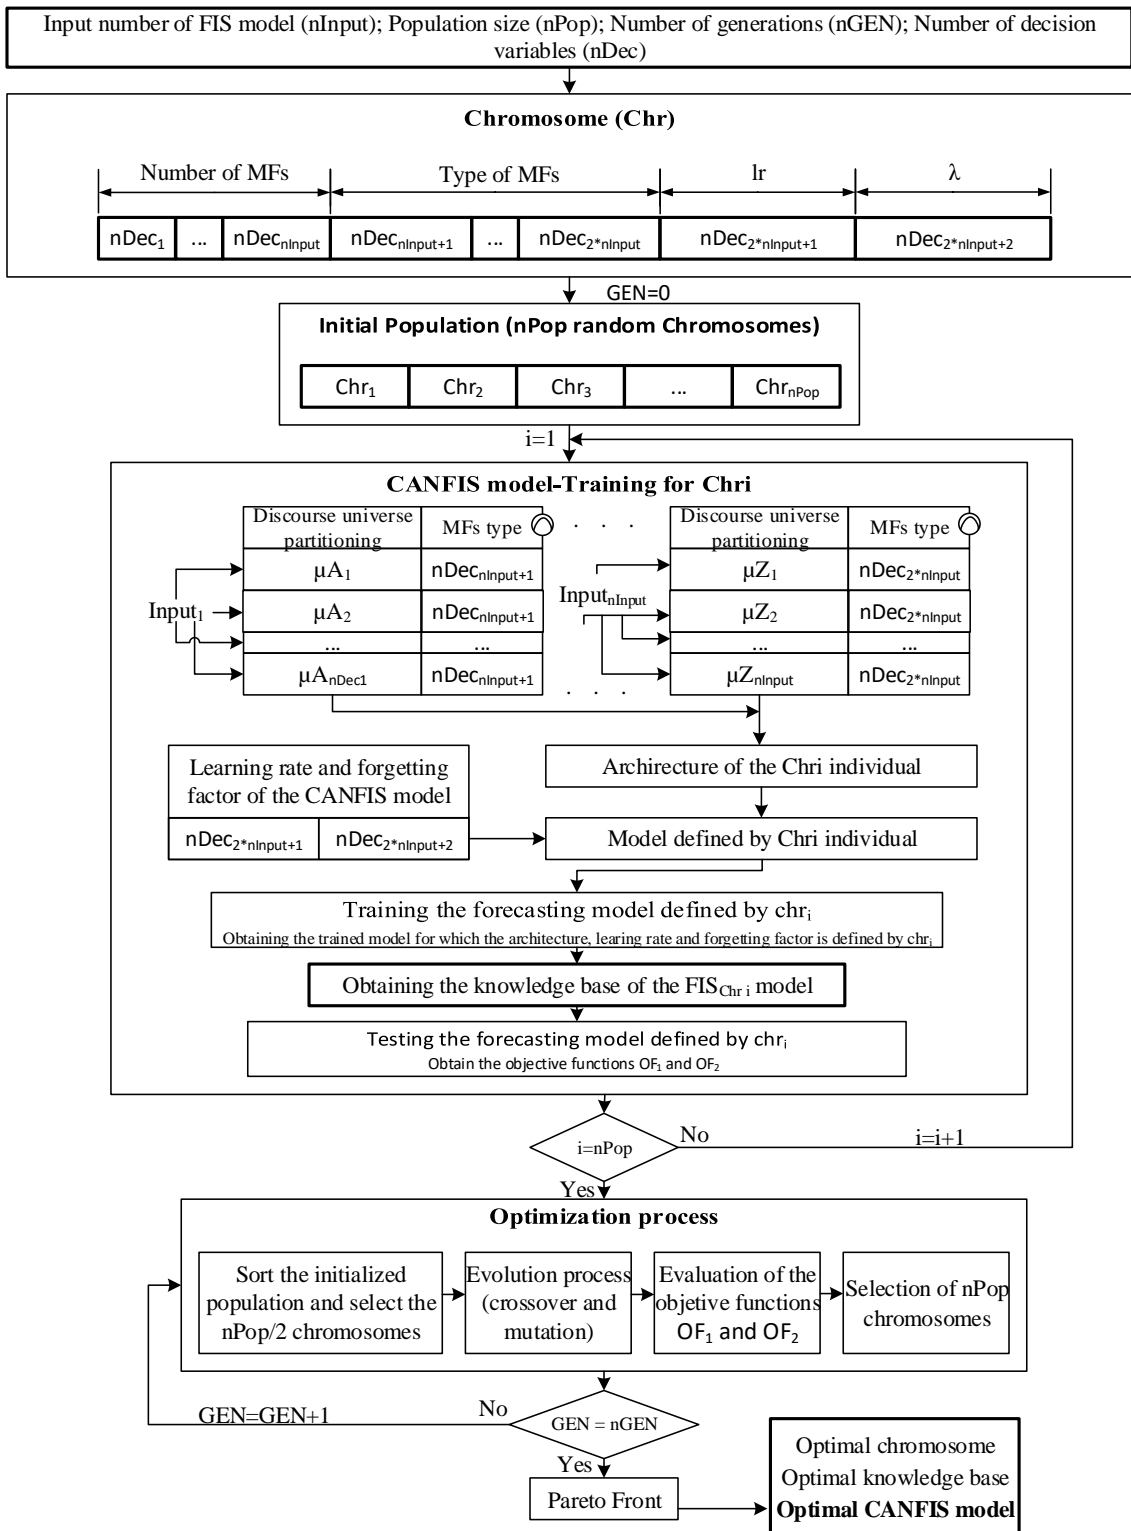 Input number of FIS model (nInput); Population size (nPop); Number of generations (nGEN); Number of decision
variables (nDec)
Chromosome (Chr)
Number of MFs
Type of MFs
lr
λ
nDec1
...
nDecnInput
nDecnInput+1
...
nDec2*nInput
nDec2*nInput+1
nDec2*nInput+2
GEN=0
Initial Population (nPop random Chromosomes)
Chr1
Chr2
Chr3
...
ChrnPop
i=1
CANFIS model-Training for Chri
Discourse universe
partitioning
MFs type
. . .
Discourse universe
partitioning
MFs type
Input1
μA1
nDecnInput+1
μA2
nDecnInput+1
...
...
μAnDec1
nDecnInput+1
InputnInput
μZ1
nDec2*nInput
μZ2
nDec2*nInput
...
...
μZnInput
nDec2*nInput
. . .
Learning rate and forgetting
factor of the CANFIS model
nDec2*nInput+1
nDec2*nInput+2
Archirecture of the Chri individual
Model defined by Chri individual
Training the forecasting model defined by chri
Obtaining the trained model for which the architecture, learing rate and forgetting factor is defined by chri
Obtaining the knowledge base of the FISChr i model
Testing the forecasting model defined by chri
Obtain the objective functions OF1 and OF2
i=nPop
No
i=i+1
Yes
Optimization process
Sort the initialized
population and select the
nPop/2 chromosomes
Evolution process
(crossover and
mutation)
Evaluation of the
objetive functions
OF1 and OF2
Selection of nPop
chromosomes
GEN=GEN+1
No
GEN = nGEN
Yes
Pareto Front
Optimal chromosome
Optimal knowledge base
Optimal CANFIS model